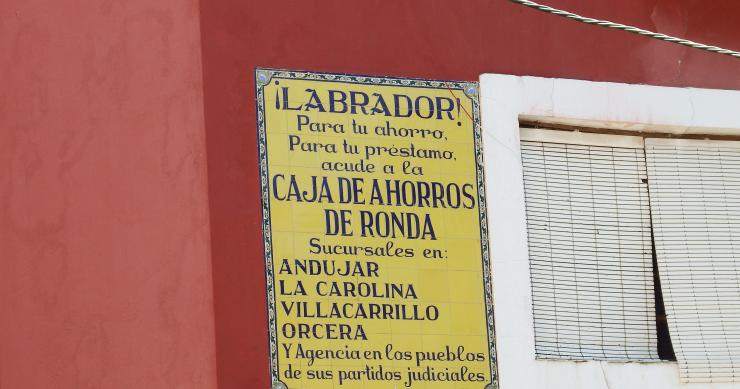 ¡LABRADOR!
Para tu ahorro,
Para tu préstamo,
acude a la
CAJA DE AHORROS
DE RONDA
Sucursales en:
ANDUJAR
LA CAROLINA
VILLACARRILLO
ORCERA
Y Agencia en los pueblos
de sus partidos judiciales.